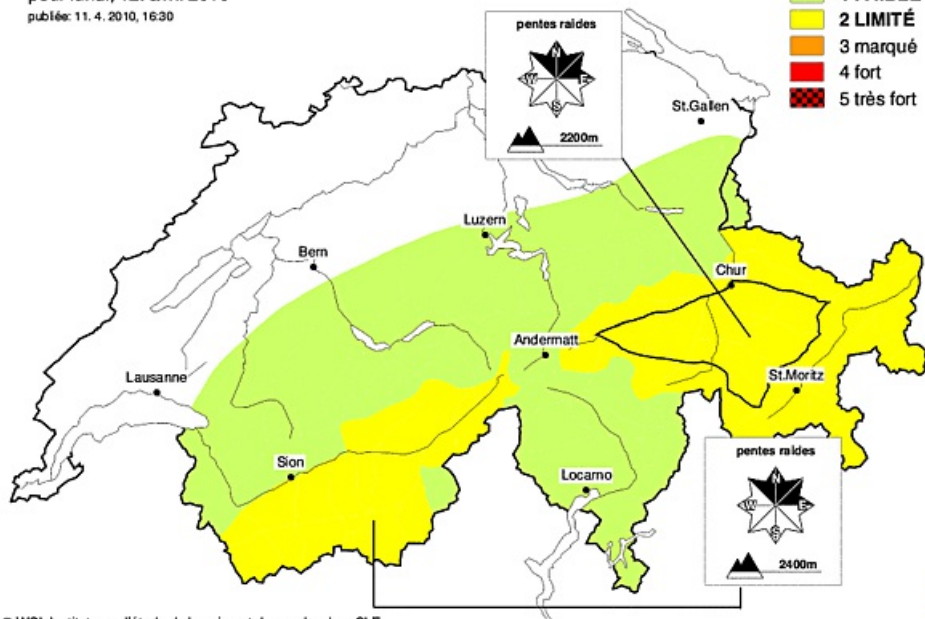 publiée: 11. 4. 2010, 16:30
2 LIMITÉ
3 marqué
4 fort
5 très fort
pentes raides
N
W E
S
2200m
St.Gallen
Luzern
Bern
Chur
Andermatt
Lausanne
St.Moritz
Sion
Locarno
pentes raides
N
W E
S
2400m